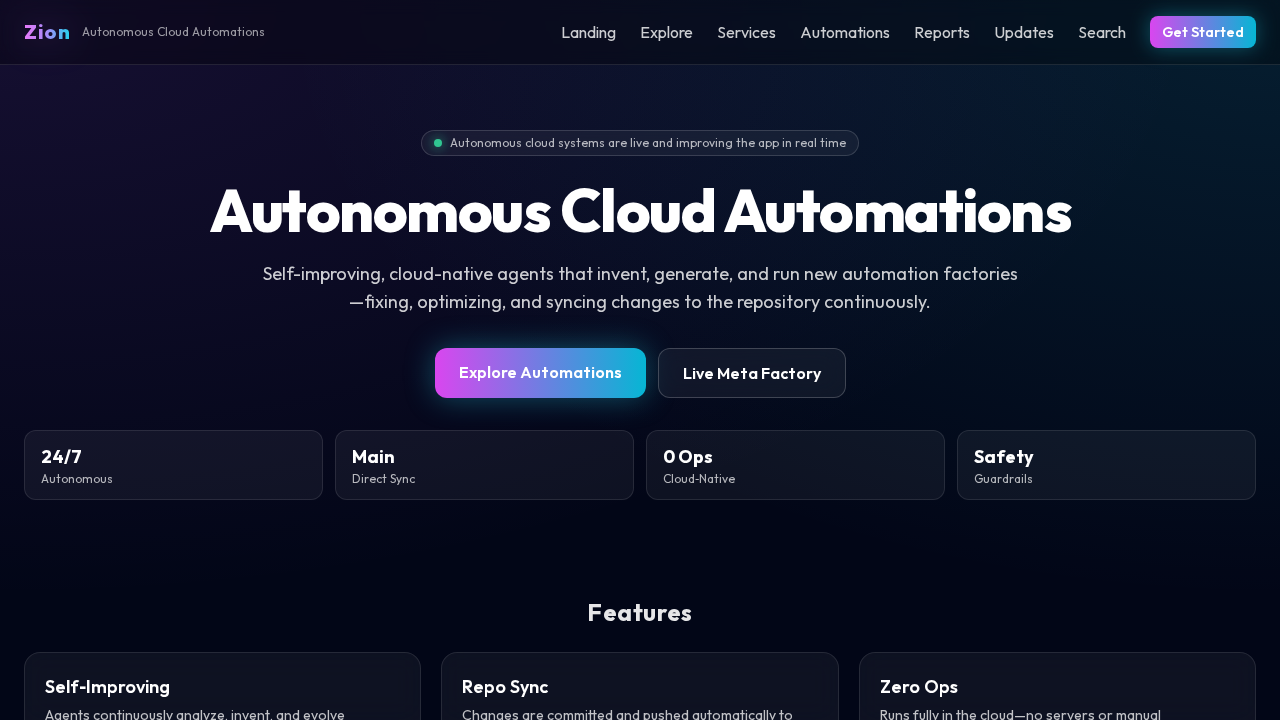 Zion Autonomous Cloud Automations Landing Explore Services Automations Reports Updates Search Get Started
Autonomous cloud systems are live and improving the app in real time
Autonomous Cloud Automations
Self-improving, cloud-native agents that invent, generate, and run new automation factories
—fixing, optimizing, and syncing changes to the repository continuously.
Explore Automations Live Meta Factory
24/7 Main 0 Ops Safety
Autonomous Direct Sync Cloud-Native Guardrails
Features
Self-Improving Repo Sync Zero Ops
Agents continuously analyze, invent, and evolve Changes are committed and pushed automatically to Runs fully in the cloud—no servers or manual